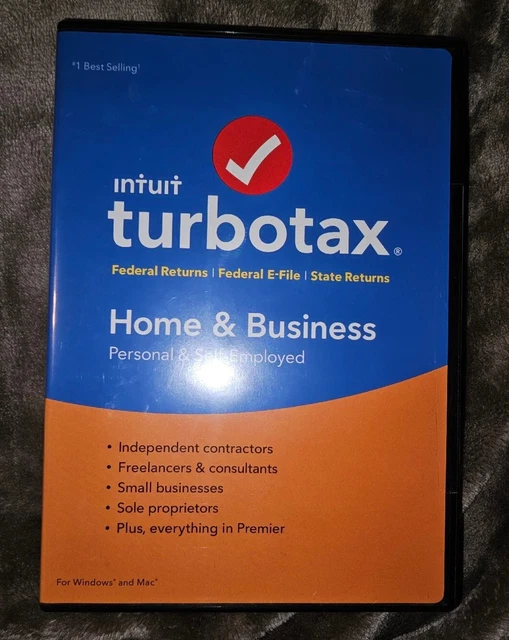 #1 Best Selling¹
intuit
turbotax®
Federal Returns | Federal E-File | State Returns
Home & Business
Personal & Self-Employed
• Independent contractors
• Freelancers & consultants
• Small businesses
• Sole proprietors
• Plus, everything in Premier
For Windows® and Mac®